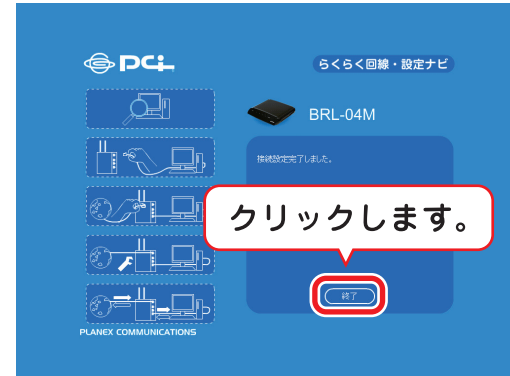 PCi
らくらく回線・設定ナビ
BRL-04M
接続設定完了しました。
クリックします。
終了
PLANEX COMMUNICATIONS